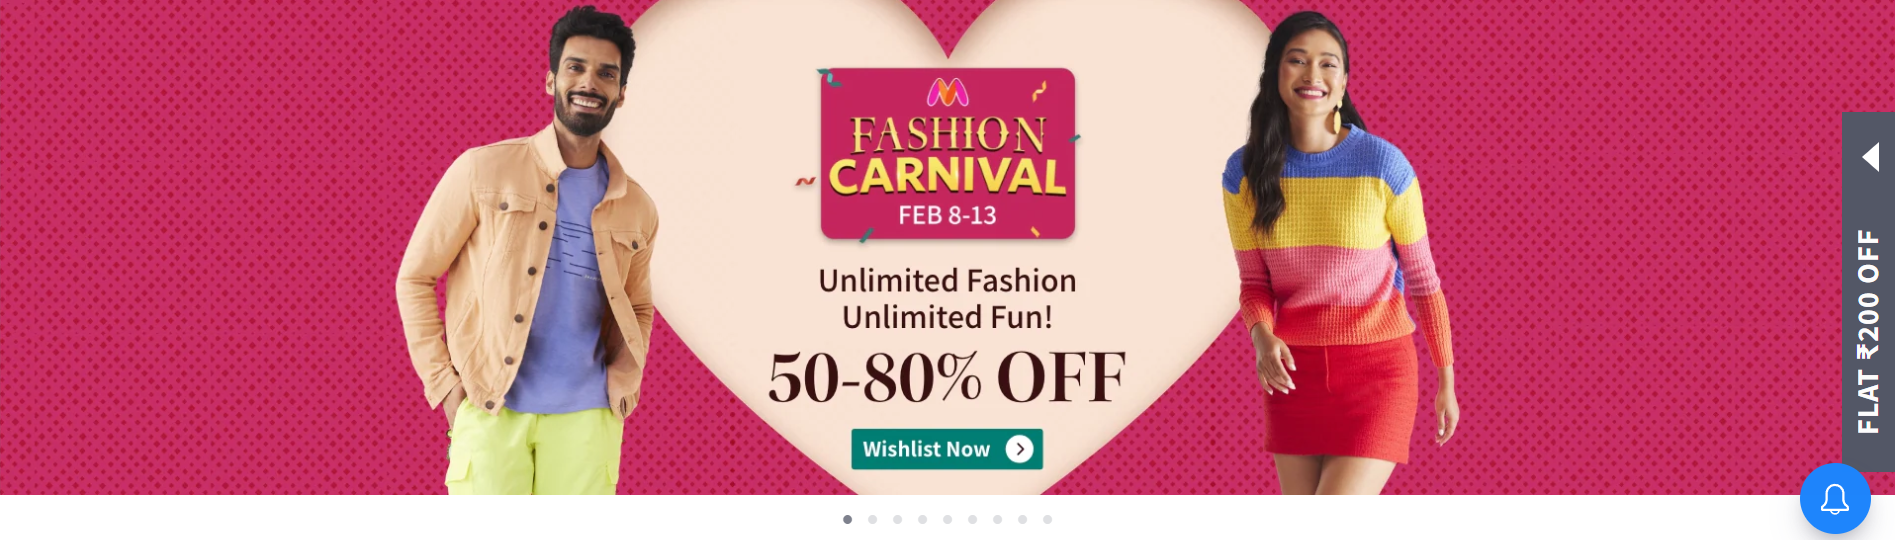 FASHION
CARNIVAL
FEB 8-13
Unlimited Fashion
Unlimited Fun!
50-80% OFF
Wishlist Now
FLAT ₹200 OFF